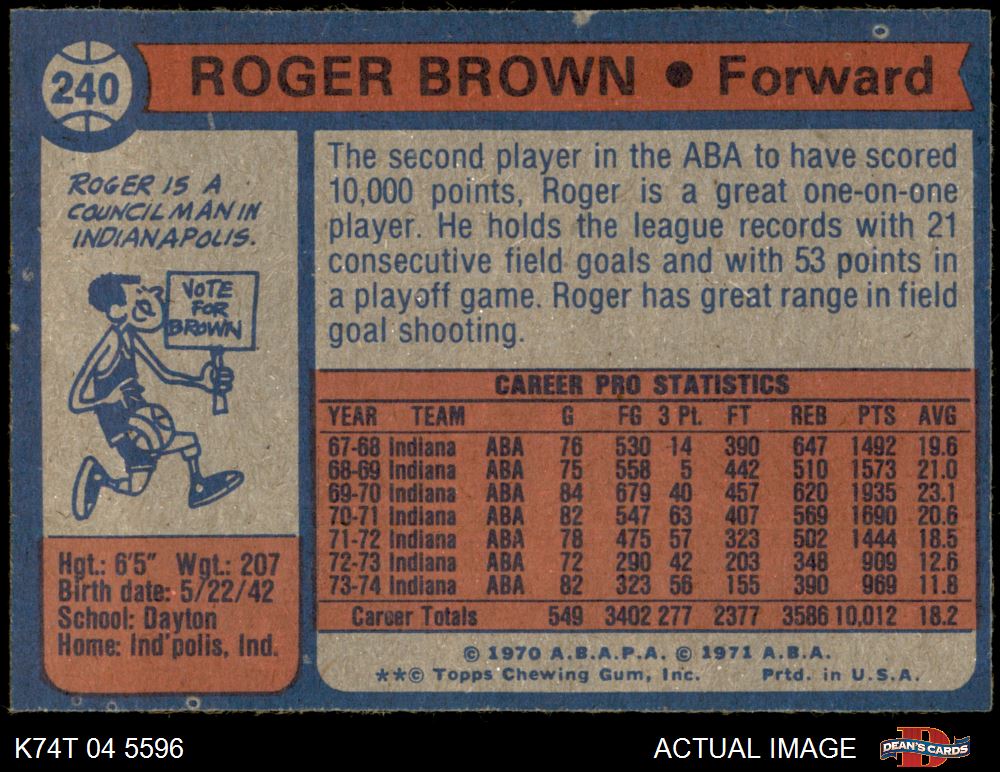 240
ROGER BROWN • Forward
ROGER IS A
COUNCILMAN IN
INDIANAPOLIS.
VOTE
FOR
BROWN
The second player in the ABA to have scored
10,000 points, Roger is a great one-on-one
player. He holds the league records with 21
consecutive field goals and with 53 points in
a playoff game. Roger has great range in field
goal shooting.
Hgt.: 6'5" Wgt.: 207
Birth date: 5/22/42
School: Dayton
Home: Ind'polis, Ind.
CAREER PRO STATISTICS
YEAR TEAM G FG 3 Pt. FT REB PTS AVG
67-68 Indiana ABA 76 530 14 390 647 1492 19.6
68-69 Indiana ABA 75 558 5 442 510 1573 21.0
69-70 Indiana ABA 84 679 40 457 620 1935 23.1
70-71 Indiana ABA 82 547 63 407 569 1690 20.6
71-72 Indiana ABA 78 475 57 323 502 1444 18.5
72-73 Indiana ABA 72 290 42 203 348 909 12.6
73-74 Indiana ABA 82 323 56 155 390 969 11.8
Career Totals 549 3402 277 2377 3586 10,012 18.2
© 1970 A.B.A.P.A. © 1971 A.B.A.
**© Topps Chewing Gum, Inc. Prtd. in U.S.A.
K74T 04 5596
ACTUAL IMAGE
D
DEAN'S CARDS